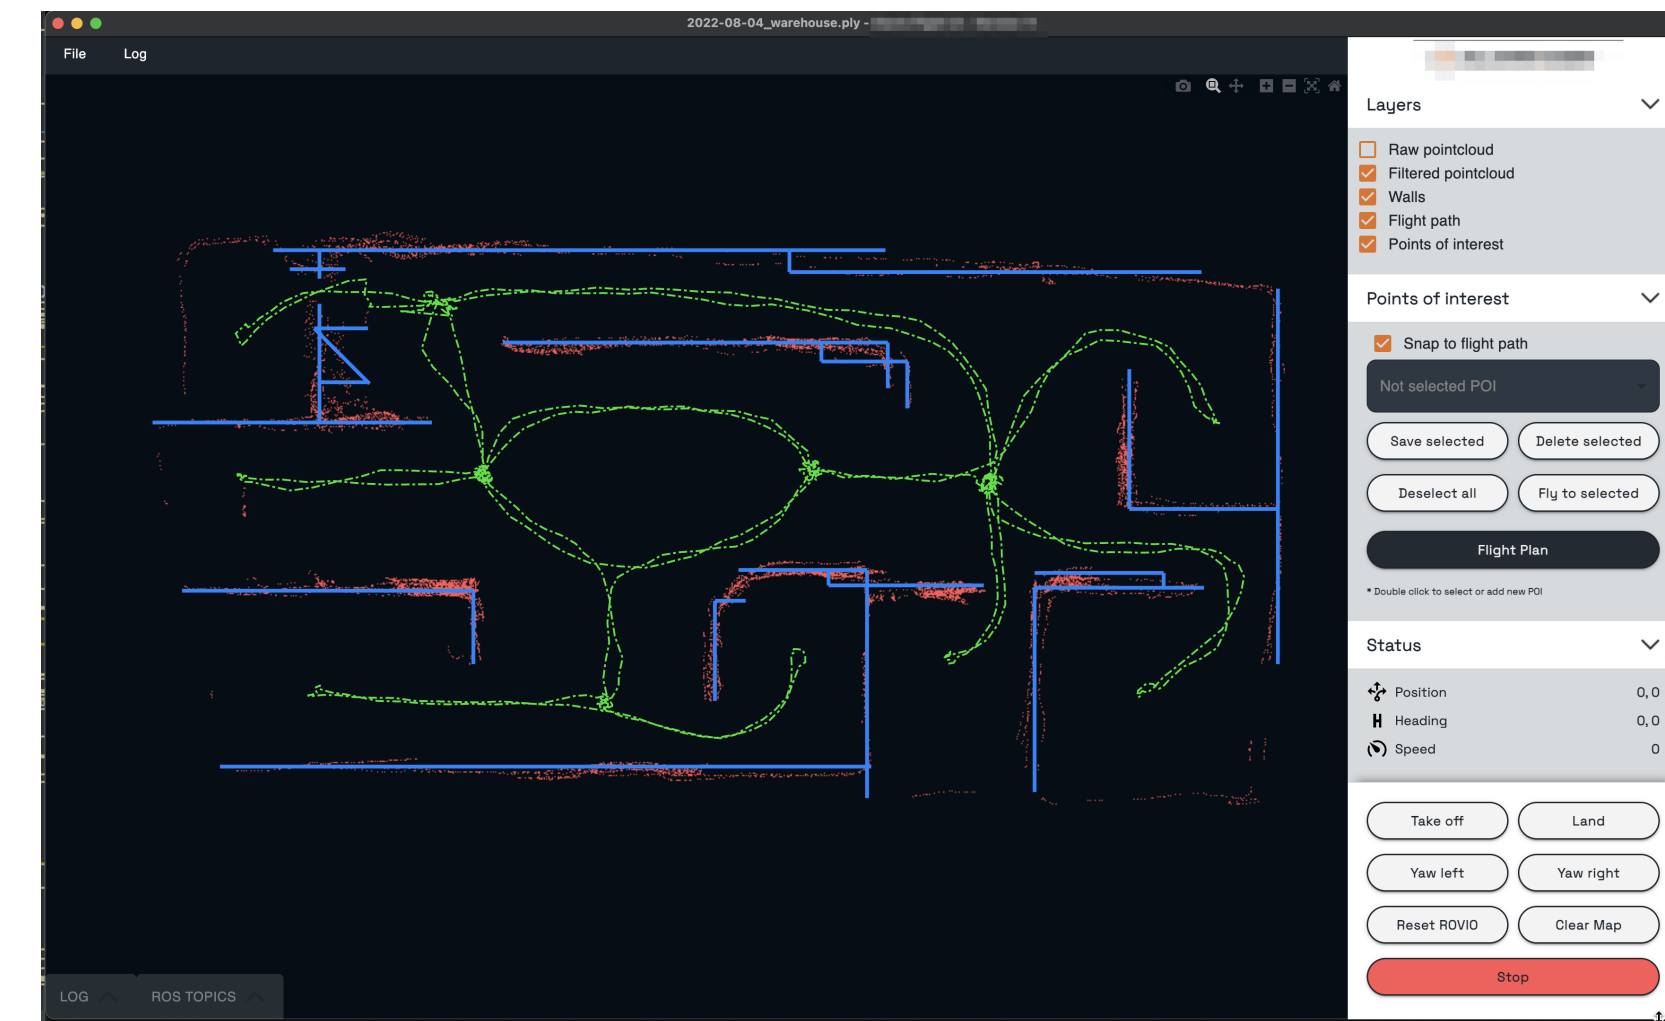 2022-08-04_warehouse.ply -
File Log
Layers
Raw pointcloud
Filtered pointcloud
Walls
Flight path
Points of interest
Points of interest
Snap to flight path
Not selected POI
Save selected Delete selected
Deselect all Fly to selected
Flight Plan
* Double click to select or add new POI
Status
Position 0, 0
H Heading 0, 0
Speed 0
Take off Land
Yaw left Yaw right
Reset ROVIO Clear Map
Stop
LOG ROS TOPICS